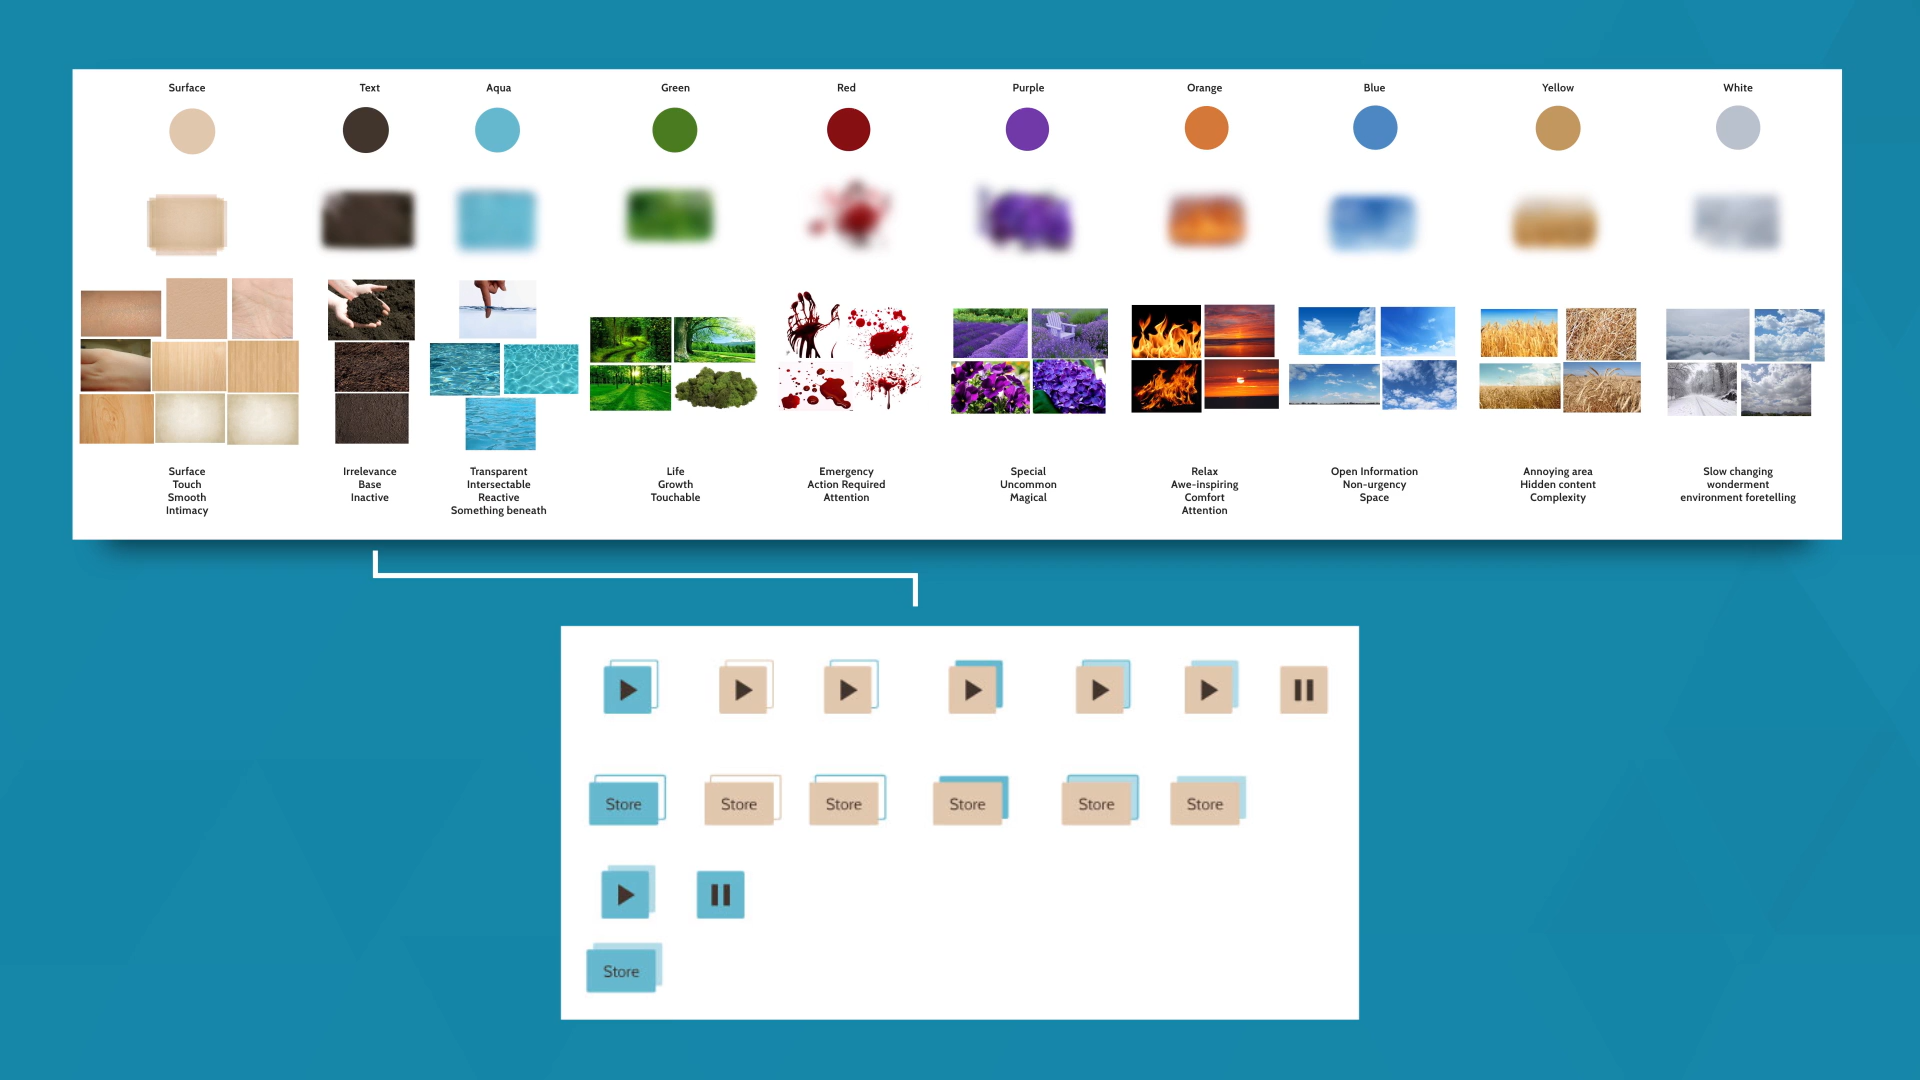 Surface
Text
Aqua
Green
Red
Purple
Orange
Blue
Yellow
White
Surface
Touch
Smooth
Intimacy
Irrelevance
Base
Inactive
Transparent
Intersectable
Reactive
Something beneath
Life
Growth
Touchable
Emergency
Action Required
Attention
Special
Uncommon
Magical
Relax
Awe-inspiring
Comfort
Attention
Open Information
Non-urgency
Space
Annoying area
Hidden content
Complexity
Slow changing
wonderment
environment foretelling
Store
Store
Store
Store
Store
Store
Store